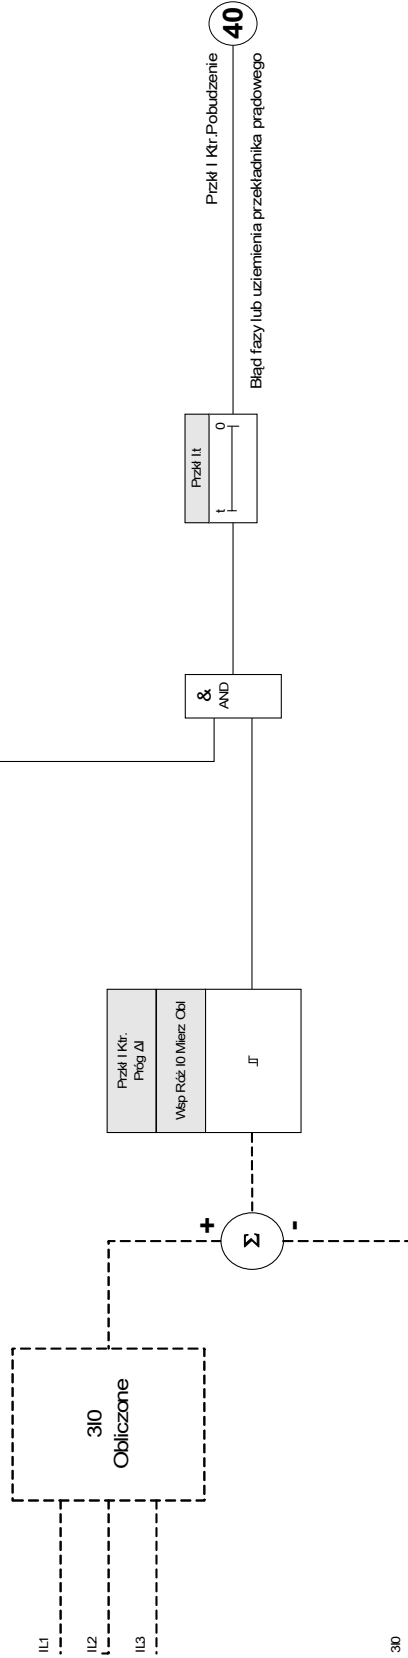 IL1
IL2
IL3
3I0
Obliczone
+
Σ
-
Przkł I Ktr.
Próg ΔI
Wsp Róż I0 Mierz Obl
&
AND
Przkł I.t
t 0
Przkł I Ktr.Pobudzenie
Błąd fazy lub uziemienia przekładnika prądowego
40
3I0